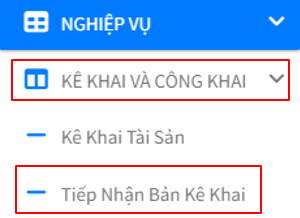 NGHIỆP VỤ
KÊ KHAI VÀ CÔNG KHAI
Kê Khai Tài Sản
Tiếp Nhận Bản Kê Khai